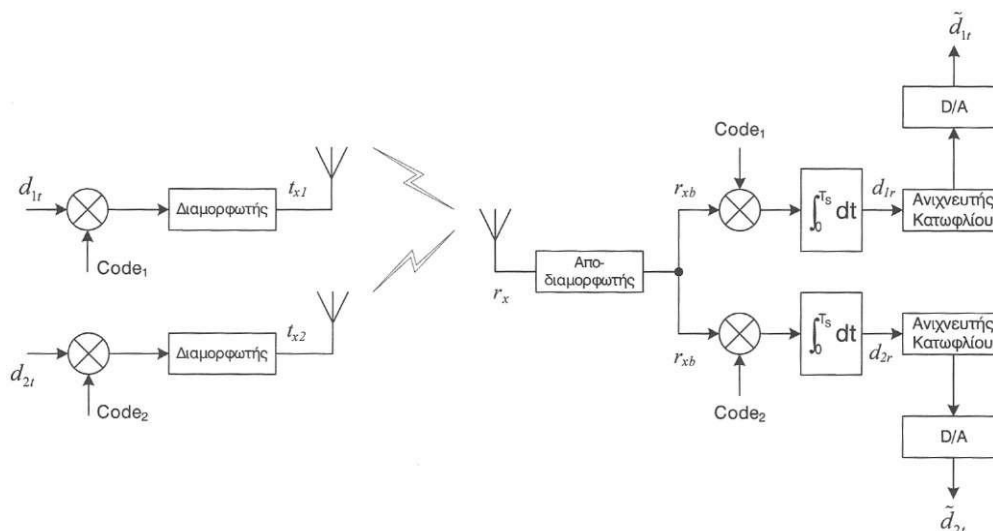 d̃1t
D/A
Code1
d1t
tx1
Διαμορφωτής
Code1
rxb
∫0Ts dt
d1r
Ανιχνευτής
Κατωφλίου
rx
Απο-
διαμορφωτής
d2t
tx2
Διαμορφωτής
Code2
rxb
∫0Ts dt
d2r
Ανιχνευτής
Κατωφλίου
Code2
D/A
d̃2t